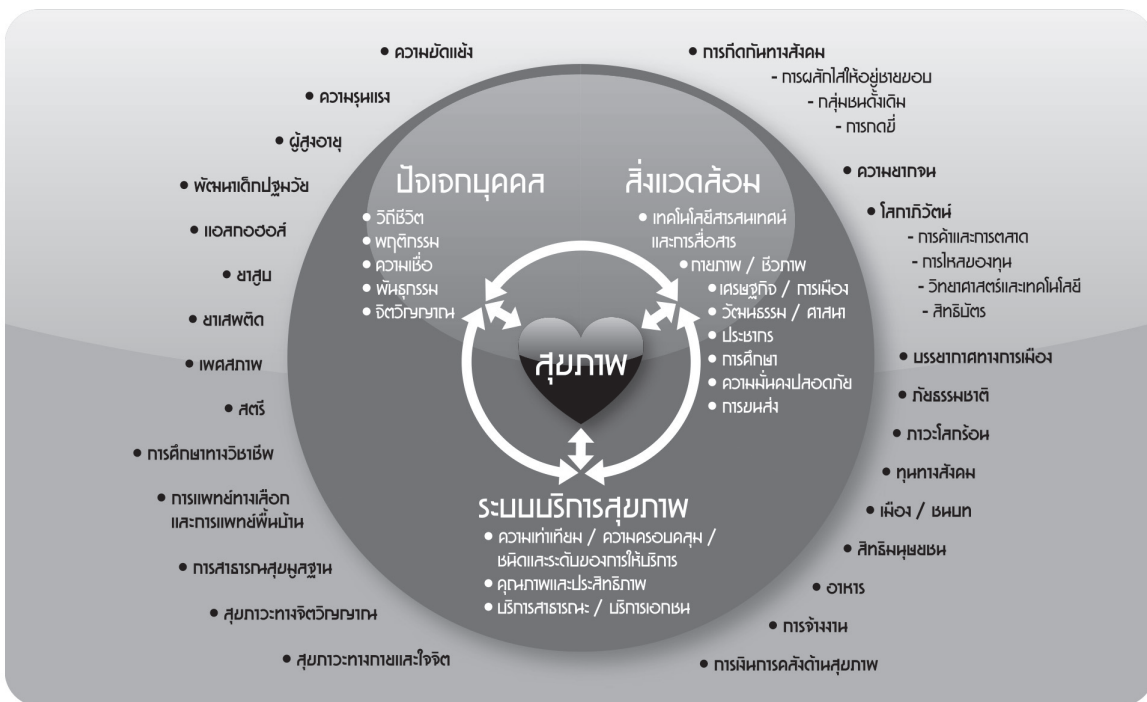 • ความขัดแย้ง
• ความรุนแรง
• ผู้สูงอายุ
• พัฒนาเด็กปฐมวัย
• แอลกอฮอล์
• ยาสูบ
• ยาเสพติด
• เพศสภาพ
• สตรี
• การศึกษาทางวิชาชีพ
• การแพทย์ทางเลือก
และการแพทย์พื้นบ้าน
• การสาธารณสุขมูลฐาน
• สุขภาวะทางจิตวิญญาณ
• สุขภาวะทางกายและใจจิต
ปัจเจกบุคคล
• วิถีชีวิต
• พฤติกรรม
• ความเชื่อ
• พันธุกรรม
• จิตวิญญาณ
สิ่งแวดล้อม
• เทคโนโลยีสารสนเทศน์
และการสื่อสาร
• กายภาพ / ชีวภาพ
• เศรษฐกิจ / การเมือง
• วัฒนธรรม / ศาสนา
• ประชากร
• การศึกษา
• ความมั่นคงปลอดภัย
• การขนส่ง
สุขภาพ
ระบบบริการสุขภาพ
• ความเท่าเทียม / ความครอบคลุม /
ชนิดและระดับของการให้บริการ
• คุณภาพและประสิทธิภาพ
• บริการสาธารณะ / บริการเอกชน
• การกีดกันทางสังคม
- การผลักไสให้อยู่ชายขอบ
- กลุ่มชนดั้งเดิม
- การกดขี่
• ความยากจน
• โลกาภิวัตน์
- การค้าและการตลาด
- การไหลของทุน
- วิทยาศาสตร์และเทคโนโลยี
- สิทธิบัตร
• บรรยากาศทางการเมือง
• ภัยธรรมชาติ
• ภาวะโลกร้อน
• ทุนทางสังคม
• เมือง / ชนบท
• สิทธิมนุษยชน
• อาหาร
• การจ้างงาน
• การเงินการคลังด้านสุขภาพ